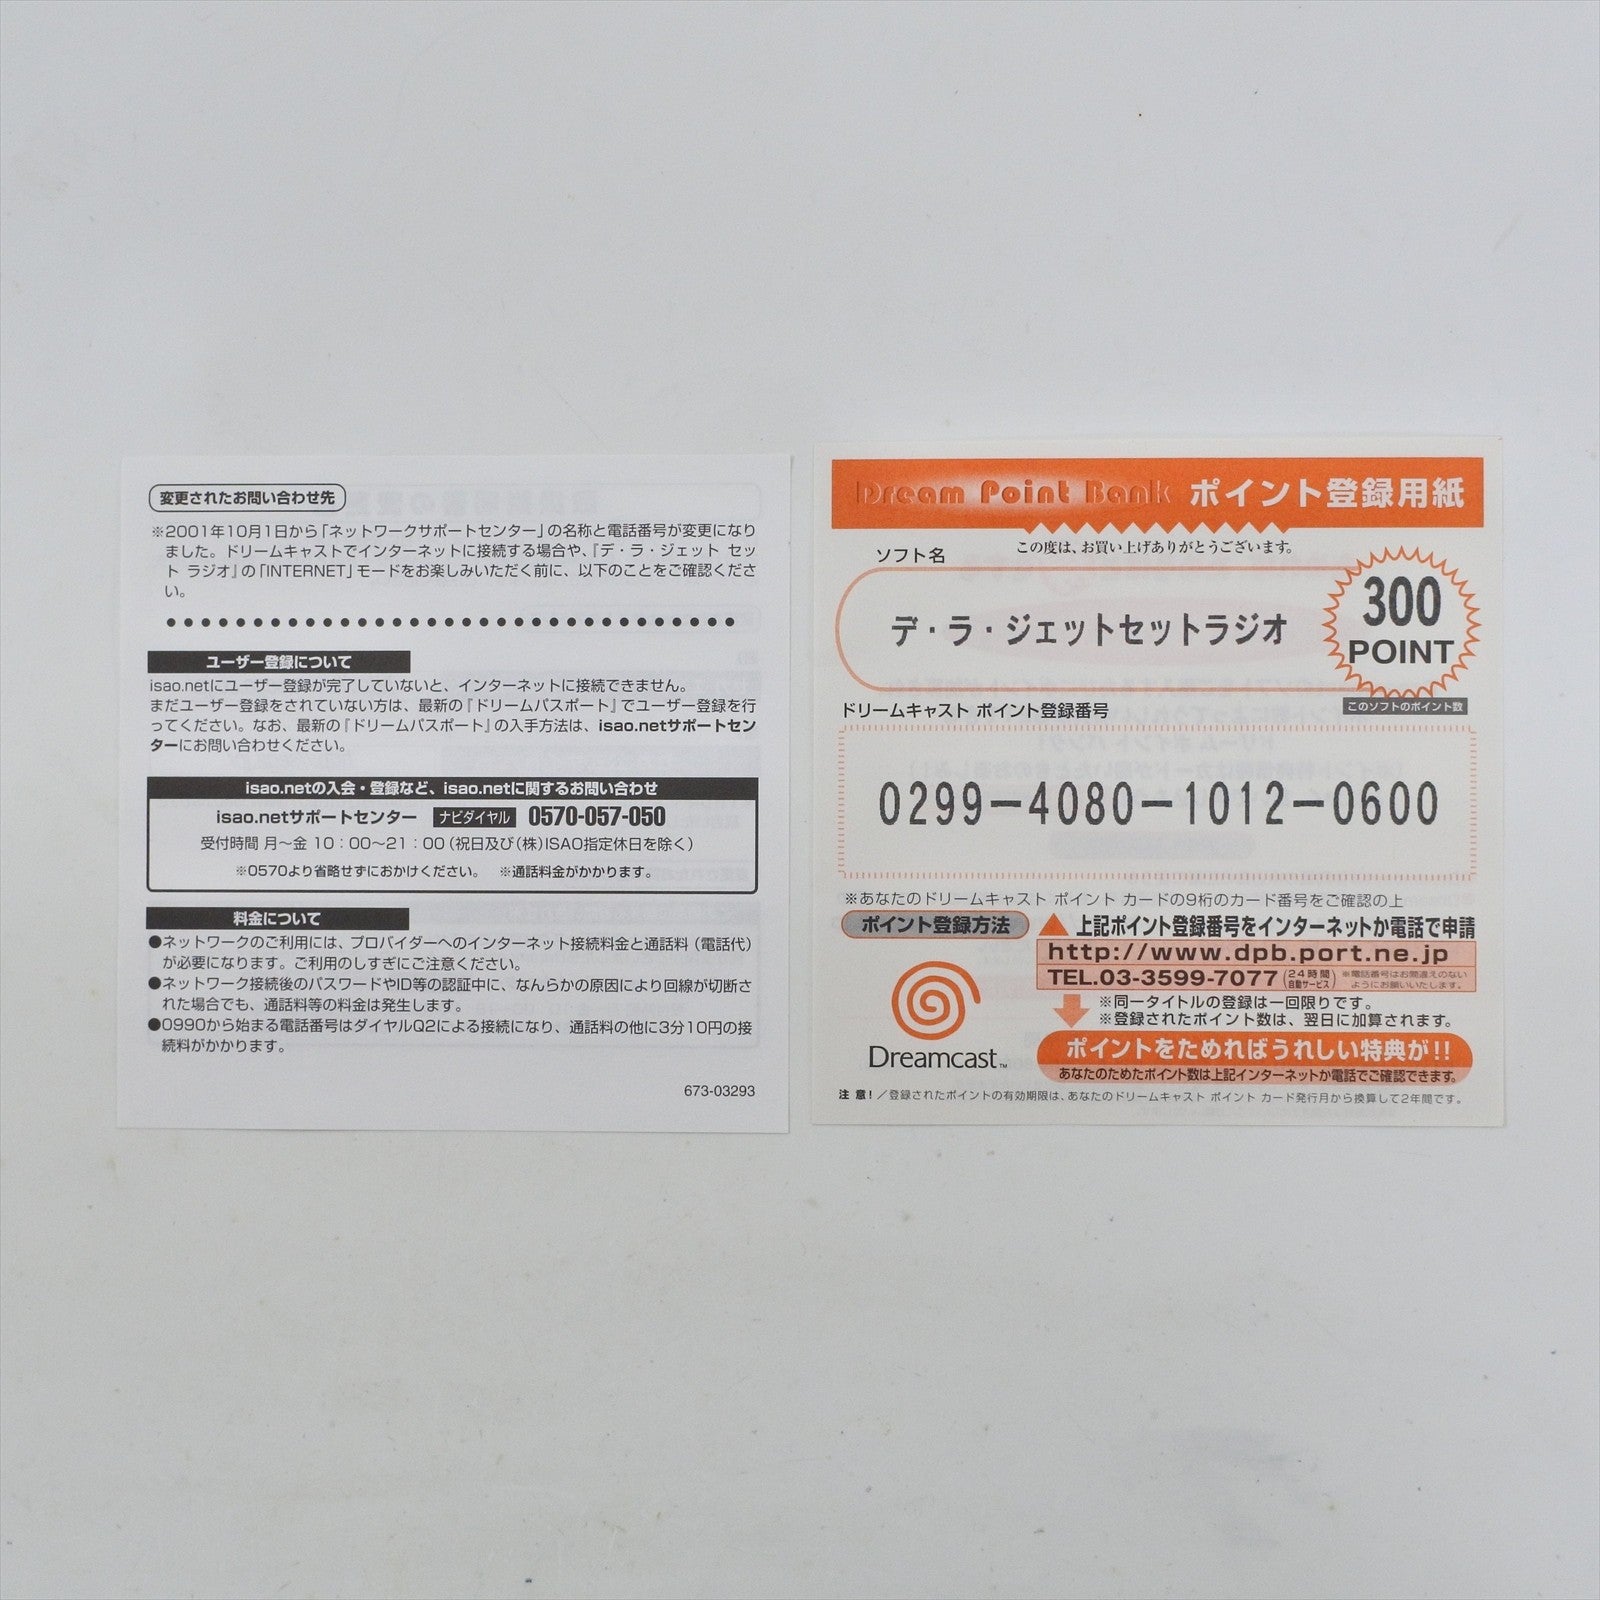 変更されたお問い合わせ先
※2001年10月1日から「ネットワークサポートセンター」の名称と電話番号が変更になり
ました。ドリームキャストでインターネットに接続する場合や、『デ・ラ・ジェット セッ
ト ラジオ』の「INTERNET」モードをお楽しみいただく前に、以下のことをご確認くださ
い。
ユーザー登録について
isao.netにユーザー登録が完了していないと、インターネットに接続できません。
まだユーザー登録をされていない方は、最新の『ドリームパスポート』でユーザー登録を行
ってください。なお、最新の『ドリームパスポート』の入手方法は、isao.netサポートセン
ターにお問い合わせください。
isao.netの入会・登録など、isao.netに関するお問い合わせ
isao.netサポートセンター ナビダイヤル 0570-057-050
受付時間 月〜金 10：00〜21：00（祝日及び（株）ISAO指定休日を除く）
※0570より省略せずにおかけください。 ※通話料金がかかります。
料金について
●ネットワークのご利用には、プロバイダーへのインターネット接続料金と通話料（電話代）
が必要になります。ご利用のしすぎにご注意ください。
●ネットワーク接続後のパスワードやID等の認証中に、なんらかの原因により回線が切断さ
れた場合でも、通話料等の料金は発生します。
●0990から始まる電話番号はダイヤルQ2による接続になり、通話料の他に3分10円の接
続料がかかります。
673-03293
Dream Point Bank ポイント登録用紙
この度は、お買い上げありがとうございます。
ソフト名
デ・ラ・ジェットセットラジオ
300
POINT
このソフトのポイント数
ドリームキャスト ポイント登録番号
0299-4080-1012-0600
※あなたのドリームキャスト ポイント カードの9桁のカード番号をご確認の上
ポイント登録方法 ▲上記ポイント登録番号をインターネットか電話で申請
http://www.dpb.port.ne.jp
TEL.03-3599-7077（24時間自動サービス）※電話番号はお間違えのないようにお願いいたします。
※同一タイトルの登録は一回限りです。
※登録されたポイント数は、翌日に加算されます。
Dreamcast™
ポイントをためればうれしい特典が!!
あなたのためたポイント数は上記インターネットか電話でご確認できます。
注意！／登録されたポイントの有効期限は、あなたのドリームキャスト ポイント カード発行月から換算して2年間です。